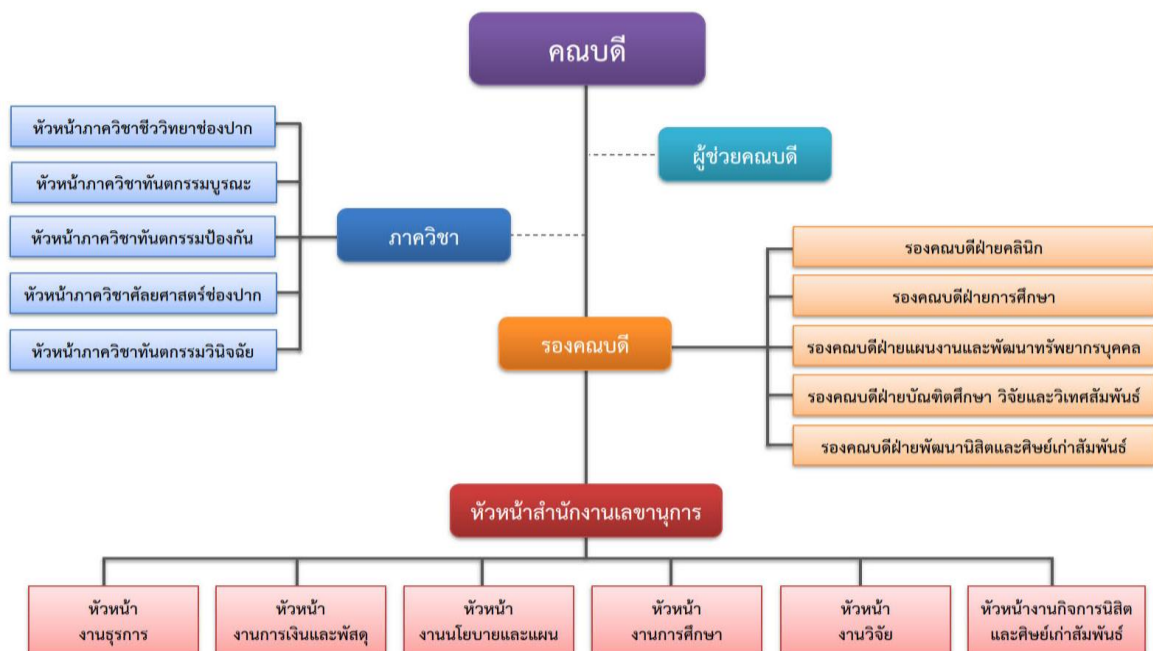 คณบดี
ผู้ช่วยคณบดี
ภาควิชา
หัวหน้าภาควิชาชีววิทยาช่องปาก
หัวหน้าภาควิชาทันตกรรมบูรณะ
หัวหน้าภาควิชาทันตกรรมป้องกัน
หัวหน้าภาควิชาศัลยศาสตร์ช่องปาก
หัวหน้าภาควิชาทันตกรรมวินิจฉัย
รองคณบดี
รองคณบดีฝ่ายคลินิก
รองคณบดีฝ่ายการศึกษา
รองคณบดีฝ่ายแผนงานและพัฒนาทรัพยากรบุคคล
รองคณบดีฝ่ายบัณฑิตศึกษา วิจัยและวิเทศสัมพันธ์
รองคณบดีฝ่ายพัฒนานิสิตและศิษย์เก่าสัมพันธ์
หัวหน้าสำนักงานเลขานุการ
หัวหน้า
งานธุรการ
หัวหน้า
งานการเงินและพัสดุ
หัวหน้า
งานนโยบายและแผน
หัวหน้า
งานการศึกษา
หัวหน้า
งานวิจัย
หัวหน้างานกิจการนิสิต
และศิษย์เก่าสัมพันธ์